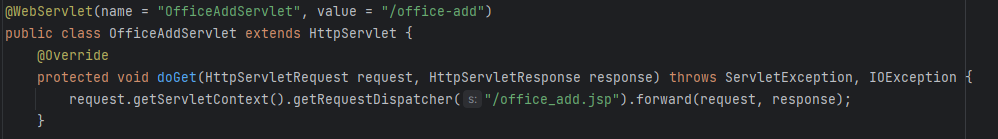 @WebServlet(name = "OfficeAddServlet", value = "/office-add")
public class OfficeAddServlet extends HttpServlet {
    @Override
    protected void doGet(HttpServletRequest request, HttpServletResponse response) throws ServletException, IOException {
        request.getServletContext().getRequestDispatcher( s: "/office_add.jsp").forward(request, response);
    }